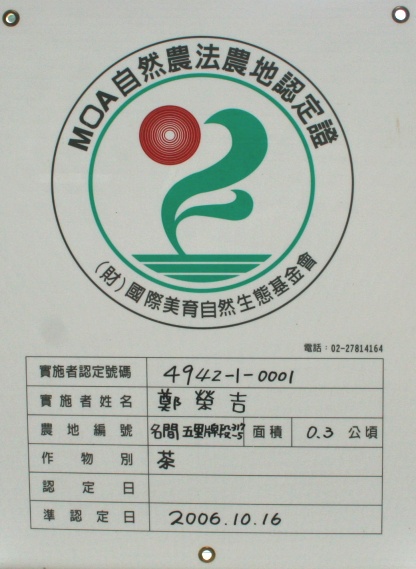 MOA自然農法農地認定證
(財)國際美育自然生態基金會
電話：02-27814164
實施者認定號碼 4942-1-0001
實施者姓名 鄭榮吉
農地編號 名間五里牌段 面積 0.3 公頃
作物別 茶
認定日
準認定日 2006.10.16